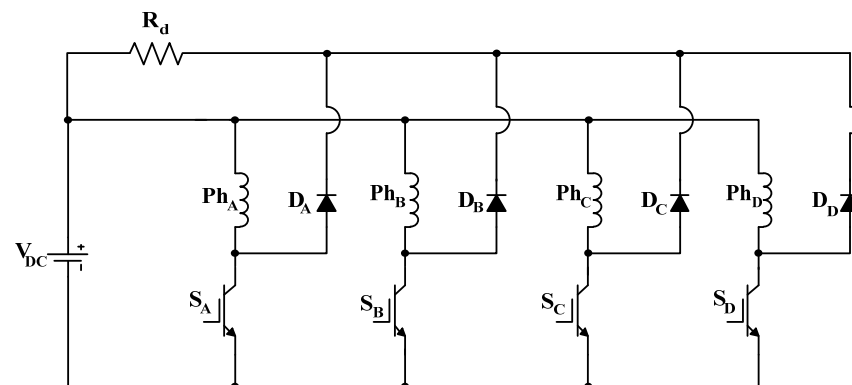 R_d
Ph_A D_A Ph_B D_B Ph_C D_C Ph_D D_D
V_DC + -
S_A S_B S_C S_D